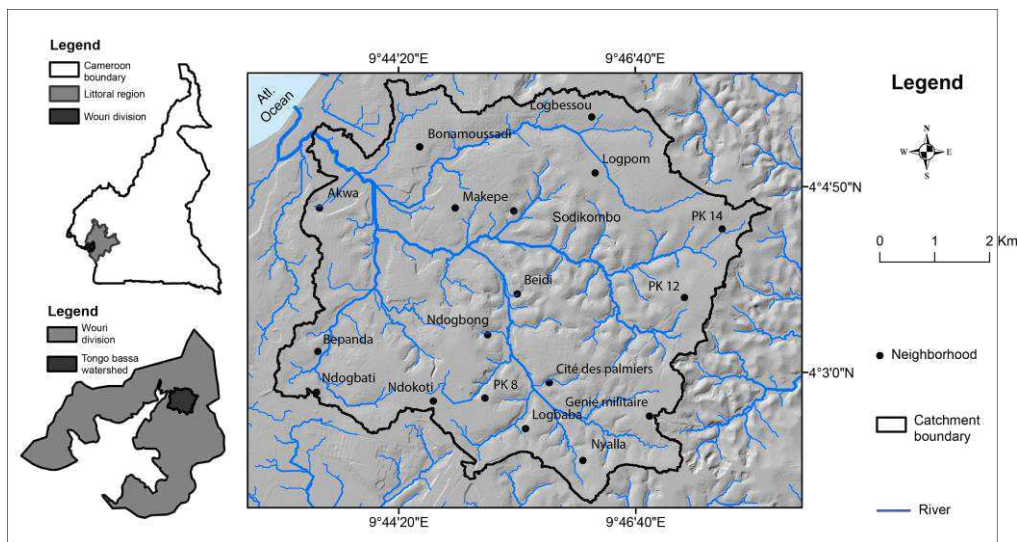 Legend
Cameroon
boundary
Littoral region
Wouri division
Legend
Wouri
division
Tongo bassa
watershed
9°44'20"E
9°46'40"E
Atl.
Ocean
Logbessou
Bonamoussadi
Logpom
Akwa
Makepe
Sodikombo
PK 14
Beidi
PK 12
Ndogbong
Bepanda
Cité des palmiers
Ndogbati
Ndokoti
PK 8
Genie militaire
Logbaba
Nyalla
4°4'50"N
4°3'0"N
9°44'20"E
9°46'40"E
Legend
N
W
E
S
0
1
2 Km
Neighborhood
Catchment
boundary
River